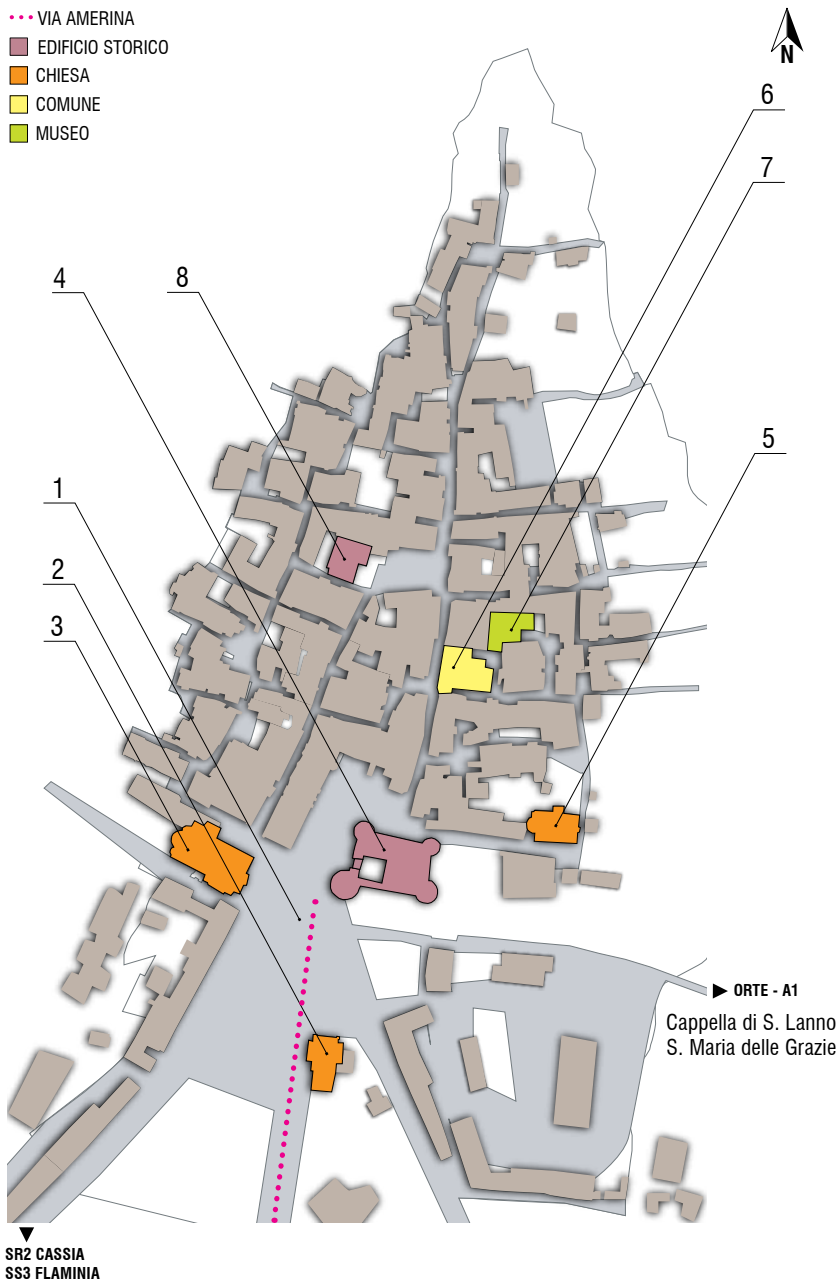 VIA AMERINA
EDIFICIO STORICO
CHIESA
COMUNE
MUSEO
N
6
7
4
8
5
1
2
3
ORTE - A1
Cappella di S. Lanno
S. Maria delle Grazie
SR2 CASSIA
SS3 FLAMINIA